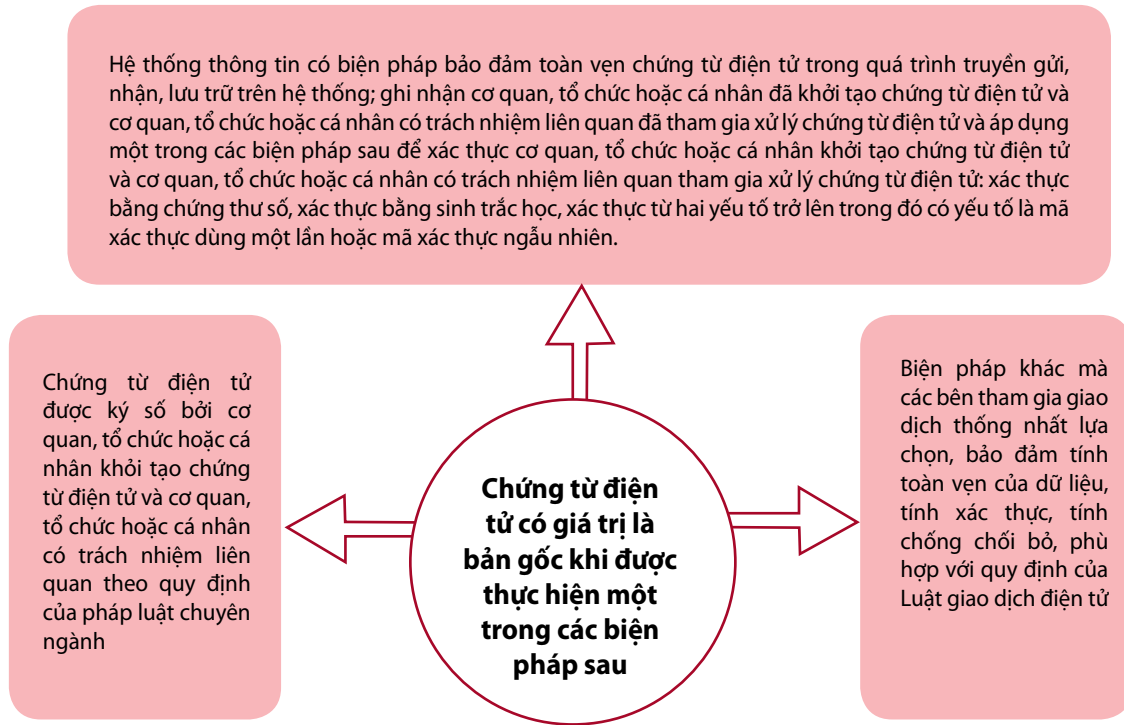 Hệ thống thông tin có biện pháp bảo đảm toàn vẹn chứng từ điện tử trong quá trình truyền gửi,
nhận, lưu trữ trên hệ thống; ghi nhận cơ quan, tổ chức hoặc cá nhân đã khởi tạo chứng từ điện tử và
cơ quan, tổ chức hoặc cá nhân có trách nhiệm liên quan đã tham gia xử lý chứng từ điện tử và áp dụng
một trong các biện pháp sau để xác thực cơ quan, tổ chức hoặc cá nhân khởi tạo chứng từ điện tử
và cơ quan, tổ chức hoặc cá nhân có trách nhiệm liên quan tham gia xử lý chứng từ điện tử: xác thực
bằng chứng thư số, xác thực bằng sinh trắc học, xác thực từ hai yếu tố trở lên trong đó có yếu tố là mã
xác thực dùng một lần hoặc mã xác thực ngẫu nhiên.
Chứng từ điện tử
được ký số bởi cơ
quan, tổ chức hoặc cá
nhân khỏi tạo chứng
từ điện tử và cơ quan,
tổ chức hoặc cá nhân
có trách nhiệm liên
quan theo quy định
của pháp luật chuyên
ngành
Chứng từ điện
tử có giá trị là
bản gốc khi được
thực hiện một
trong các biện
pháp sau
Biện pháp khác mà
các bên tham gia giao
dịch thống nhất lựa
chọn, bảo đảm tính
toàn vẹn của dữ liệu,
tính xác thực, tính
chống chối bỏ, phù
hợp với quy định của
Luật giao dịch điện tử